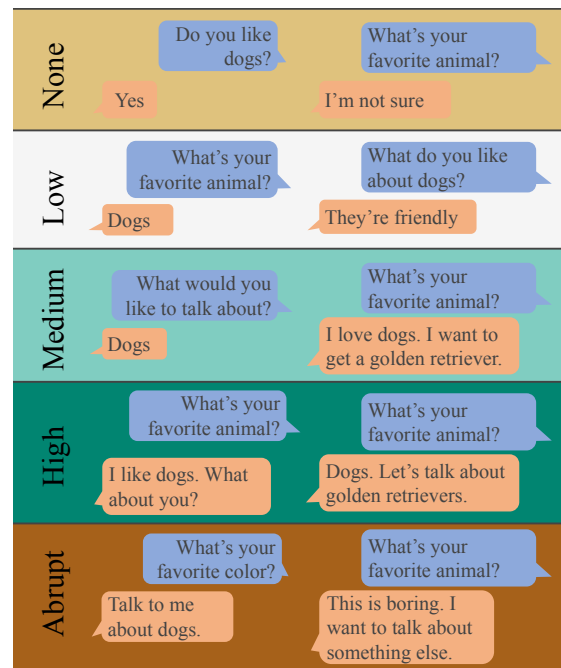 None
Do you like
dogs?
Yes
What's your
favorite animal?
I'm not sure
Low
What's your
favorite animal?
Dogs
What do you like
about dogs?
They're friendly
Medium
What would you
like to talk about?
Dogs
What's your
favorite animal?
I love dogs. I want to
get a golden retriever.
High
What's your
favorite animal?
I like dogs. What
about you?
What's your
favorite animal?
Dogs. Let's talk about
golden retrievers.
Abrupt
What's your
favorite color?
Talk to me
about dogs.
What's your
favorite animal?
This is boring. I
want to talk about
something else.